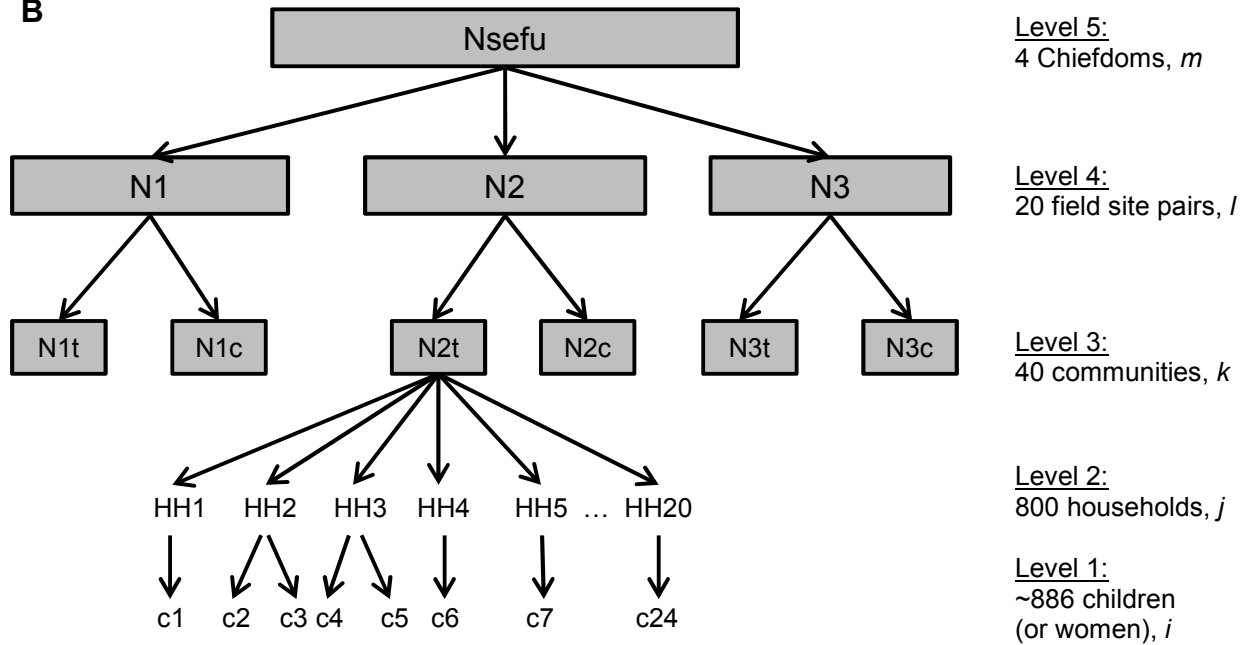 B
Nsefu
Level 5:
4 Chiefdoms, m
N1
N2
N3
Level 4:
20 field site pairs, l
N1t
N1c
N2t
N2c
N3t
N3c
Level 3:
40 communities, k
HH1
HH2
HH3
HH4
HH5
...
HH20
Level 2:
800 households, j
c1
c2
c3
c4
c5
c6
c7
c24
Level 1:
~886 children
(or women), i